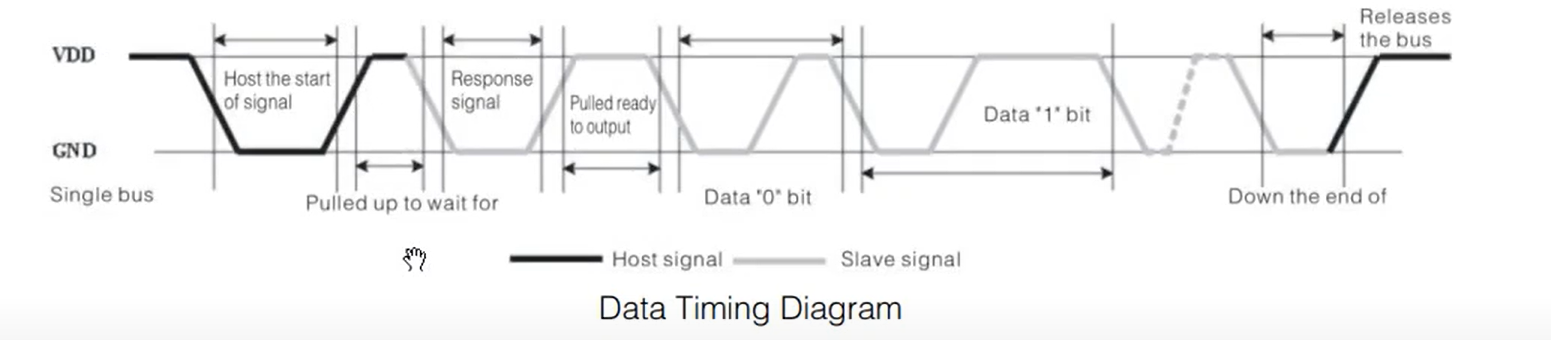 Releases
the bus
VDD
Host the start
of signal
Response
signal
Pulled ready
to output
Data "1" bit
GND
Single bus
Pulled up to wait for
Data "0" bit
Down the end of
Host signal
Slave signal
Data Timing Diagram